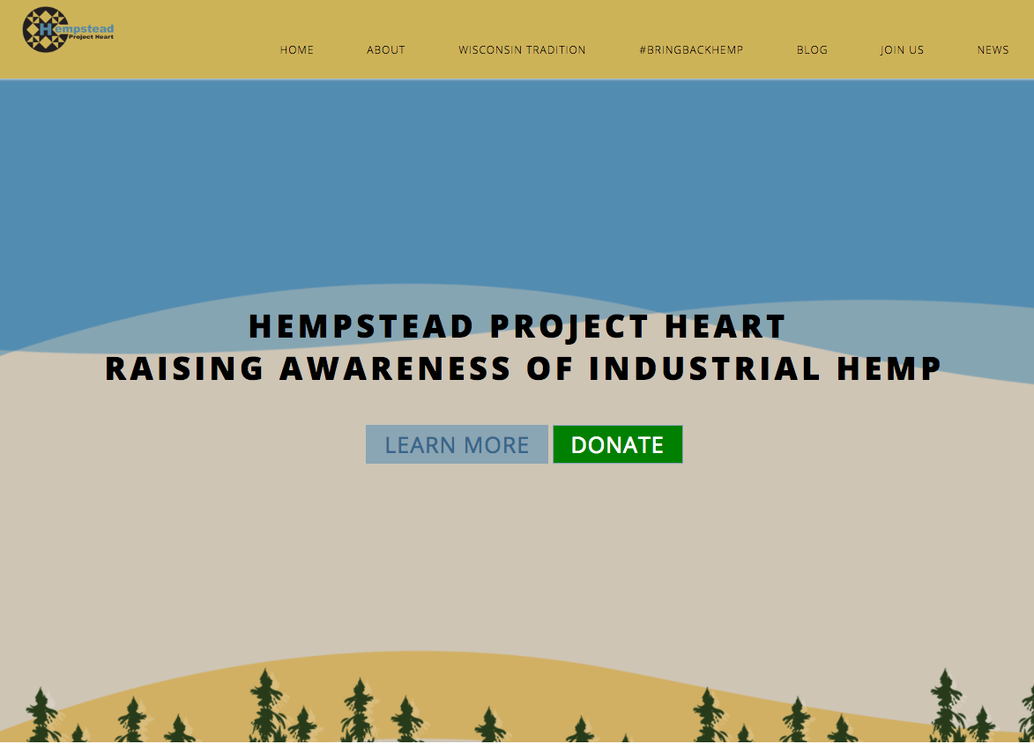 Hempstead
Project Heart
HOME ABOUT WISCONSIN TRADITION #BRINGBACKHEMP BLOG JOIN US NEWS
HEMPSTEAD PROJECT HEART
RAISING AWARENESS OF INDUSTRIAL HEMP
LEARN MORE DONATE